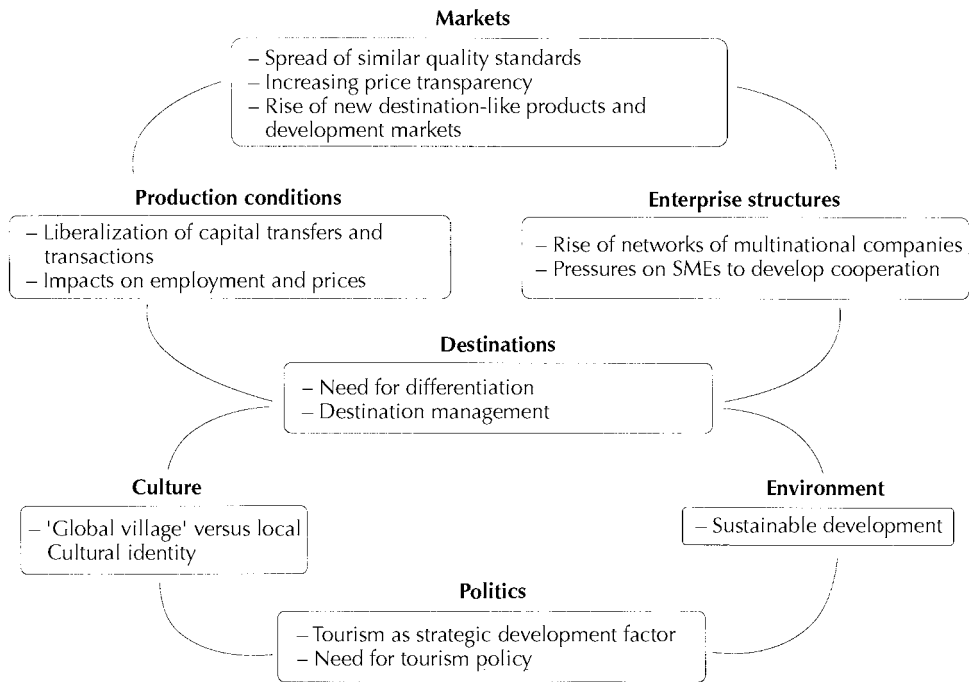 Markets
– Spread of similar quality standards
– Increasing price transparency
– Rise of new destination-like products and
development markets
Production conditions
– Liberalization of capital transfers and
transactions
– Impacts on employment and prices
Enterprise structures
– Rise of networks of multinational companies
– Pressures on SMEs to develop cooperation
Destinations
– Need for differentiation
– Destination management
Culture
– 'Global village' versus local
Cultural identity
Environment
– Sustainable development
Politics
– Tourism as strategic development factor
– Need for tourism policy